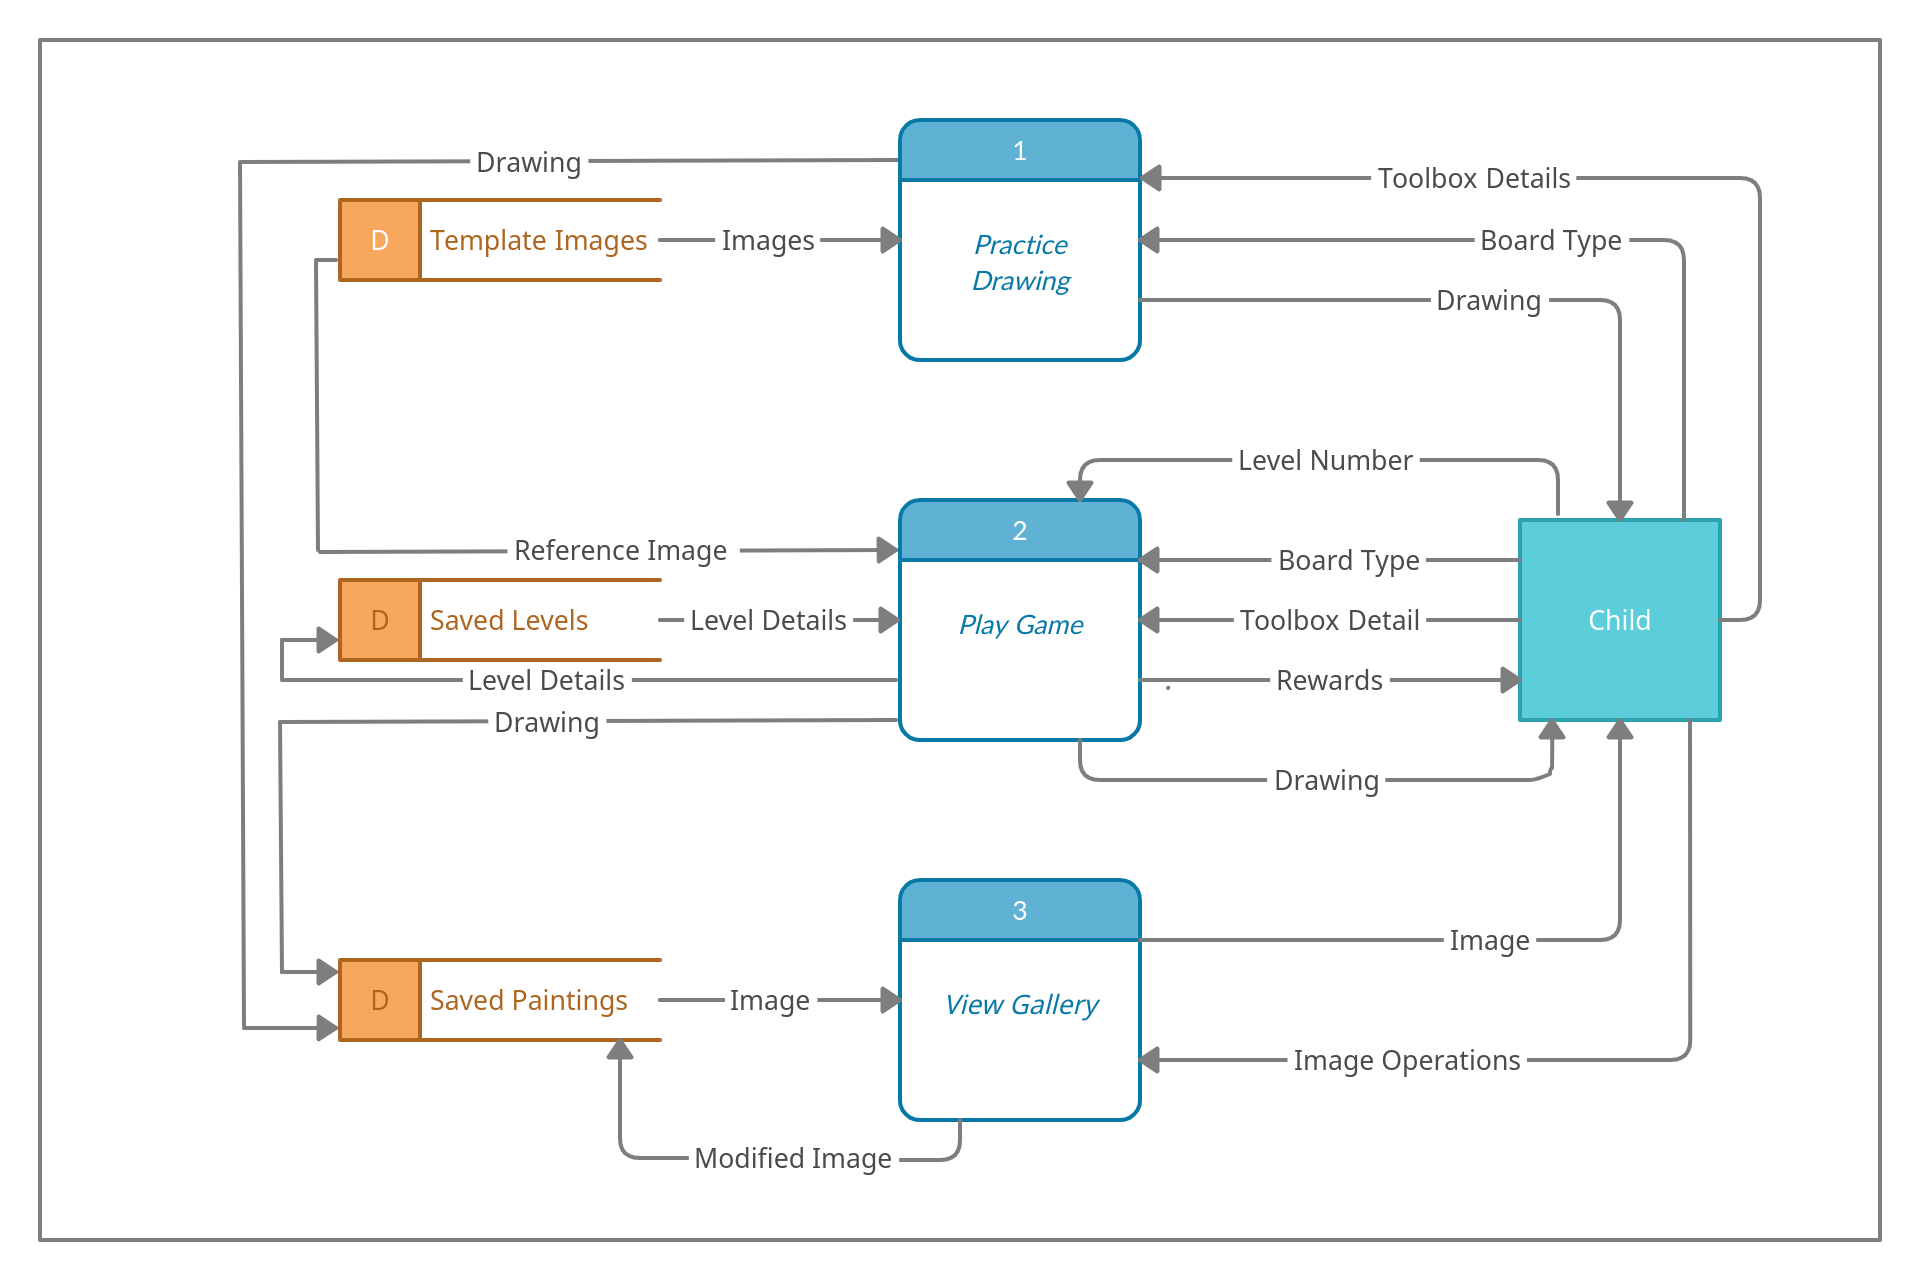 1
Drawing
Toolbox Details
D
Template Images
Images
Practice
Drawing
Board Type
Drawing
Level Number
2
Reference Image
Board Type
D
Saved Levels
Level Details
Play Game
Toolbox Detail
Child
Level Details
Rewards
Drawing
Drawing
3
Image
D
Saved Paintings
Image
View Gallery
Image Operations
Modified Image